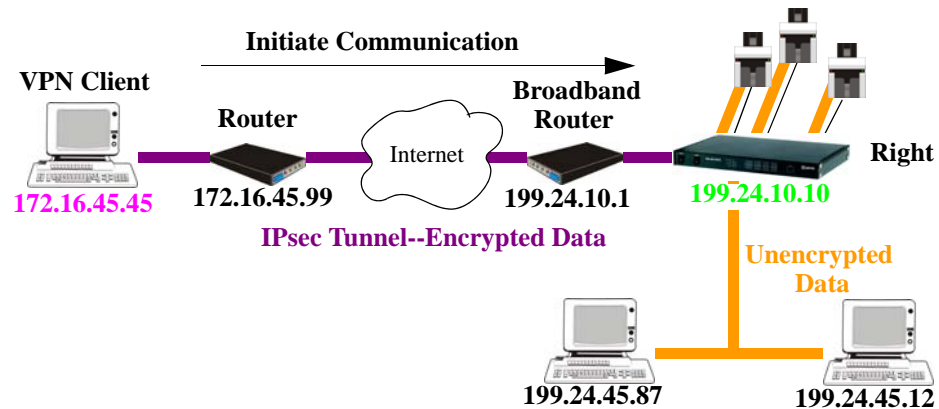 Initiate Communication
VPN Client
Broadband
Router
Router
Internet
Right
172.16.45.45
172.16.45.99
199.24.10.1
199.24.10.10
IPsec Tunnel--Encrypted Data
Unencrypted
Data
199.24.45.87
199.24.45.12